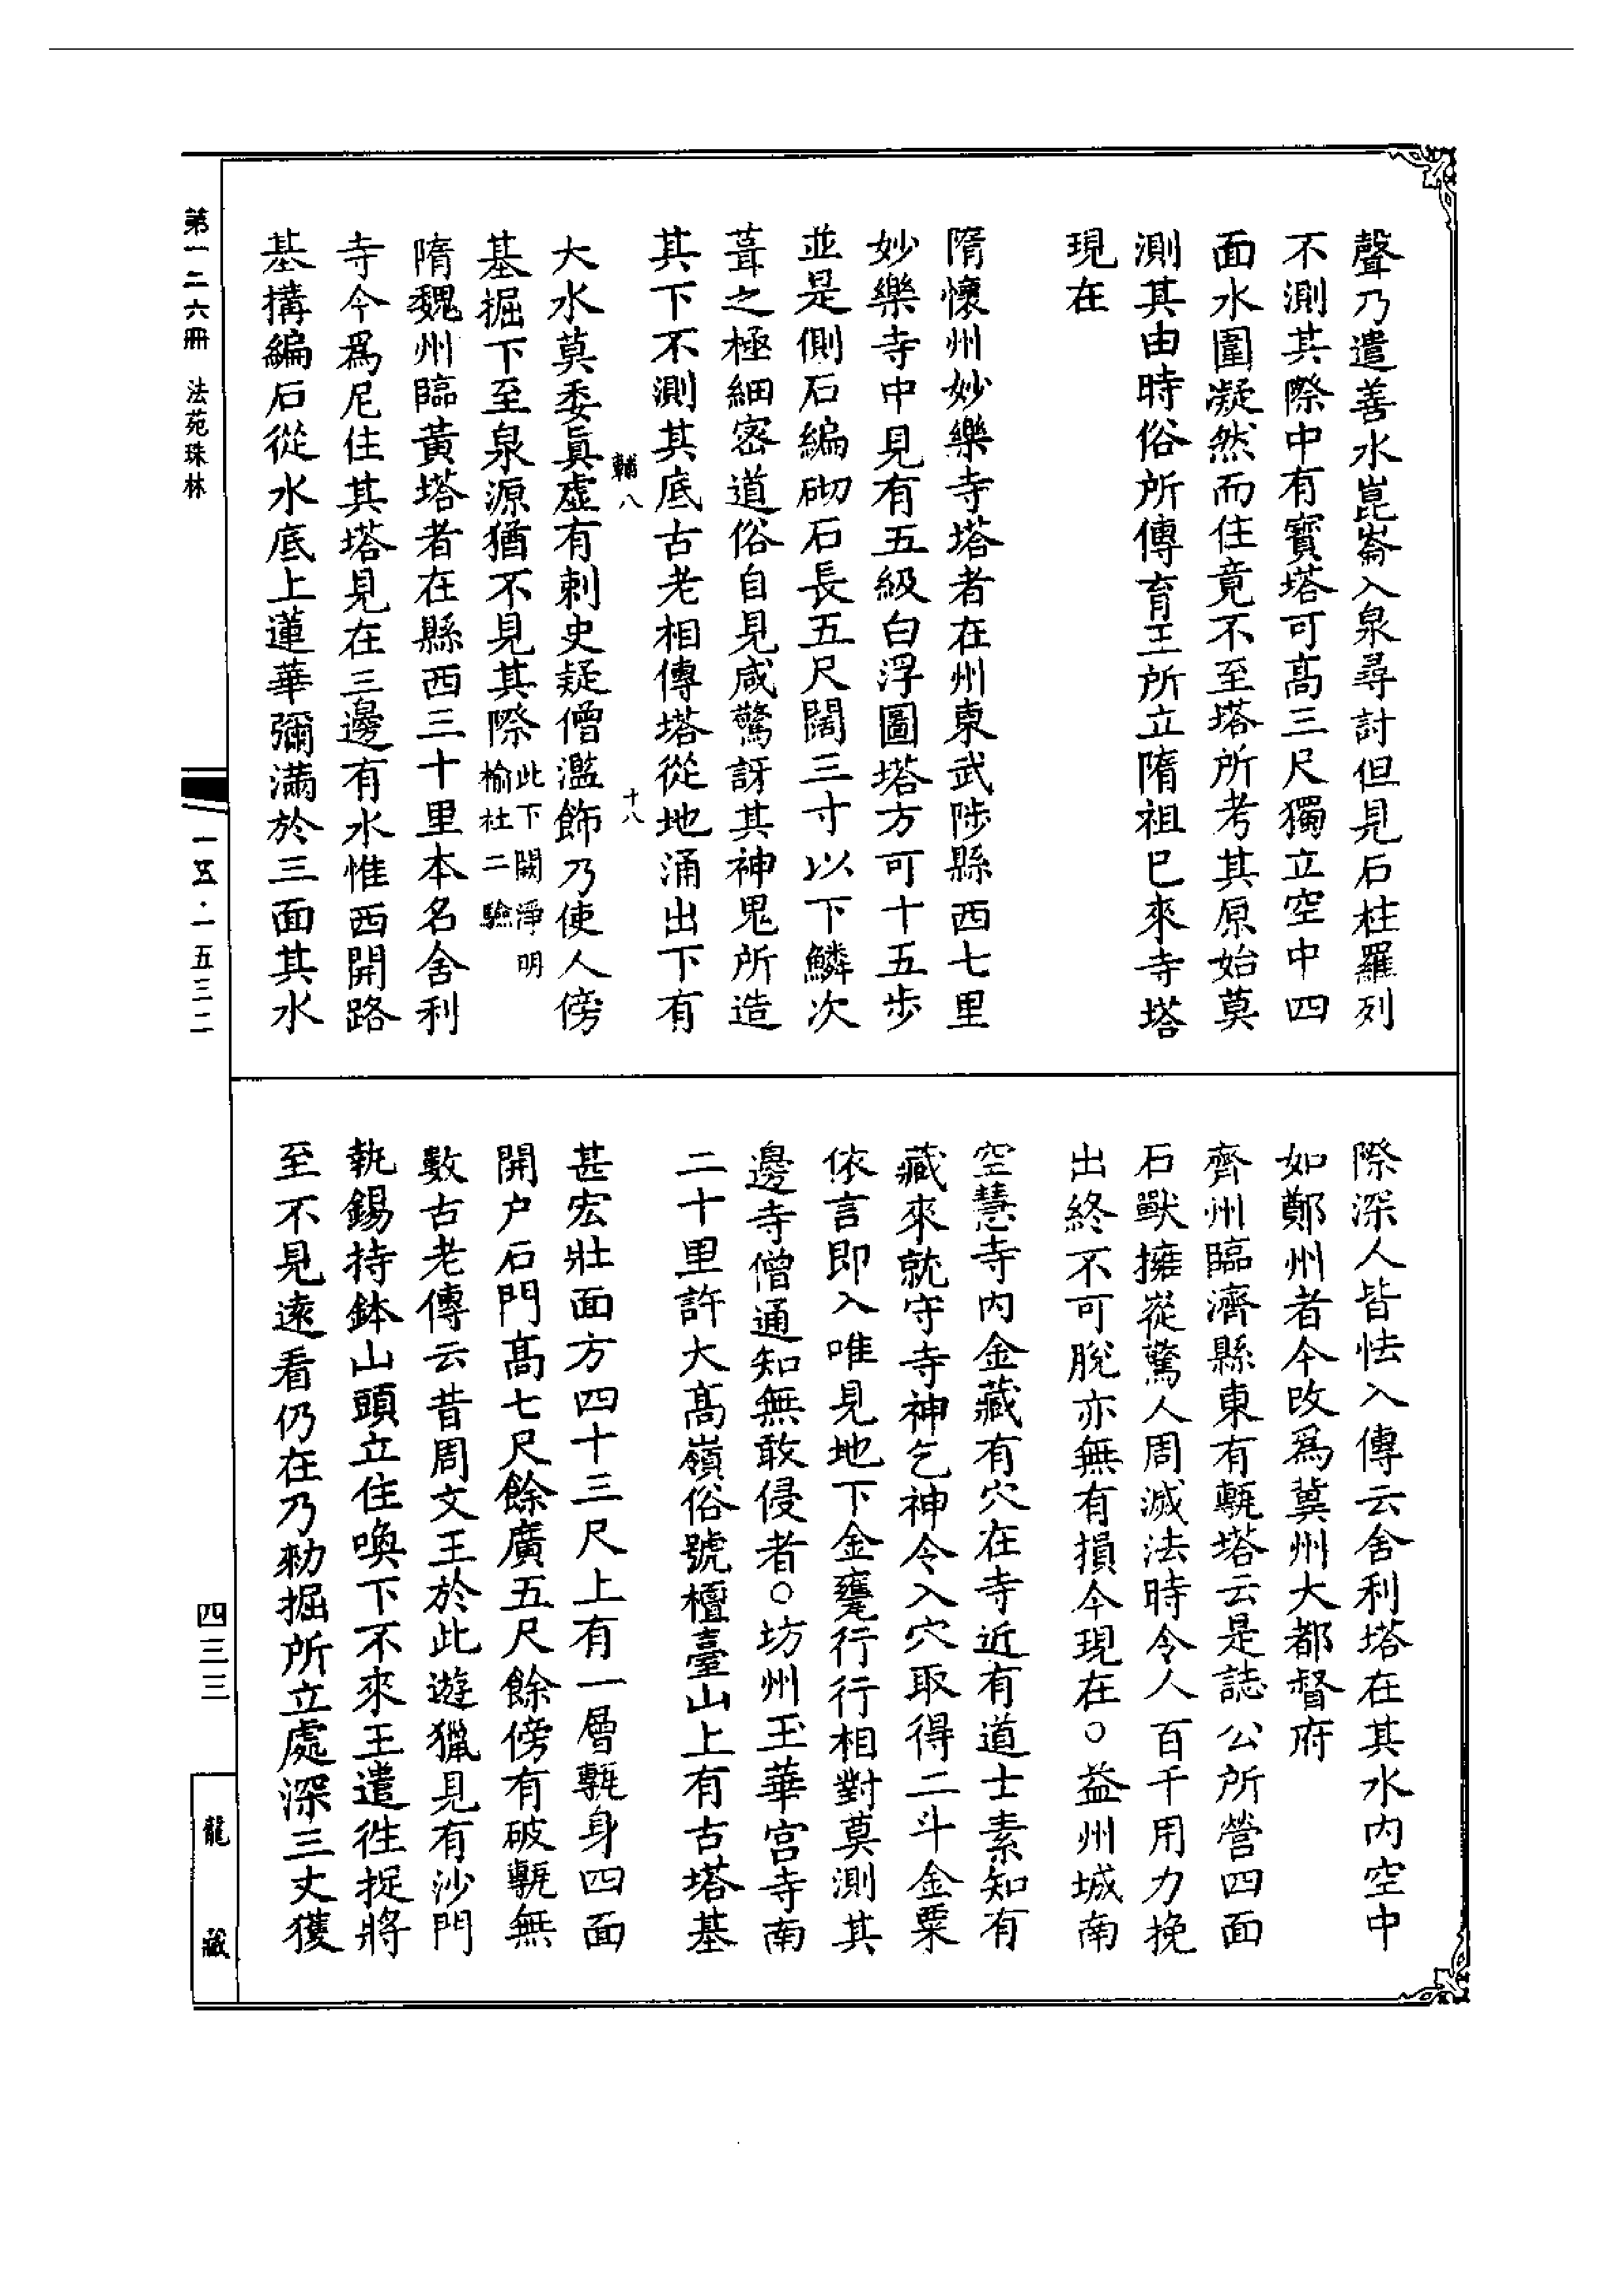 聲乃遣善水崑崙入泉尋討但見石柱羅列
不測其際中有寳塔可髙三尺獨立空中四
面水圍凝然而住竟不至塔所考其原始莫
測其由時俗所傳育王所立隋祖巳來寺塔
現在
隋懷州妙樂寺塔者在州東武陟縣西七里
妙樂寺中見有五級白浮圖塔方可十五步
並是側石編砌石長五尺闊三寸以下鱗次
葺之極細密道俗自見咸驚訝其神鬼所造
其下不測其底古老相傳塔從地涌出下有
輔八 十八
大水莫委眞虛有刺史疑僧濫飾乃使人傍
基掘下至泉源猶不見其際此下闕淨明榆社二驗
隋魏州臨黃塔者在縣西三十里本名舍利
寺今爲尼住其塔見在三邊有水惟西開路
基搆編石從水底上蓮華彌滿於三面其水
際深人皆怯入傳云舍利塔在其水内空中
如鄭州者今改爲冀州大都督府
齊州臨濟縣東有甎塔云是誌公所營四面
石獸擁從驚人周滅法時令人百千用力挽
出終不可脫亦無有損今現在○益州城南
空慧寺内金藏有穴在寺近有道士素知有
藏來就守寺神乞神令入穴取得二斗金粟
依言即入唯見地下金甕行行相對莫測其
邊寺僧通知無敢侵者○坊州玉華宮寺南
二十里許大髙嶺俗號檀臺山上有古塔基
甚宏壯面方四十三尺上有一層甎身四面
開戶石門髙七尺餘廣五尺餘傍有破甎無
數古老傳云昔周文王於此遊獵見有沙門
執錫持鉢山頭立住喚下不來王遣徃捉將
至不見遠看仍在乃勑掘所立處深三丈獲
第一二六冊 法苑珠林
一五·一五三二
四三三
龍藏